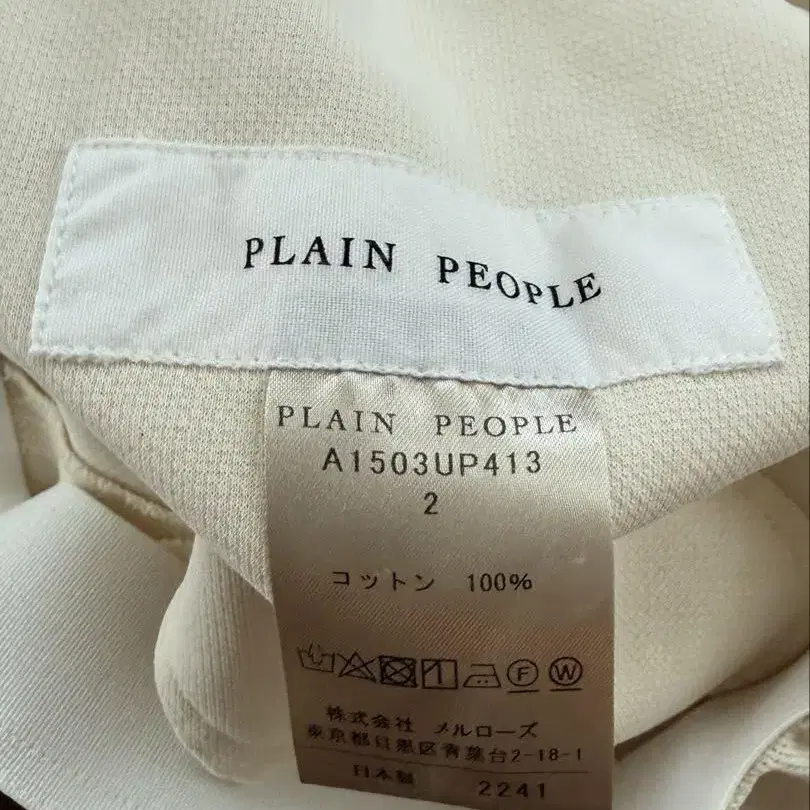 PLAIN PEOPLE
PLAIN PEOPLE
A1503UP413
2
コットン 100%
F W
株式会社 メルローズ
東京都目黒区青葉台2-18-1
日本製 2241